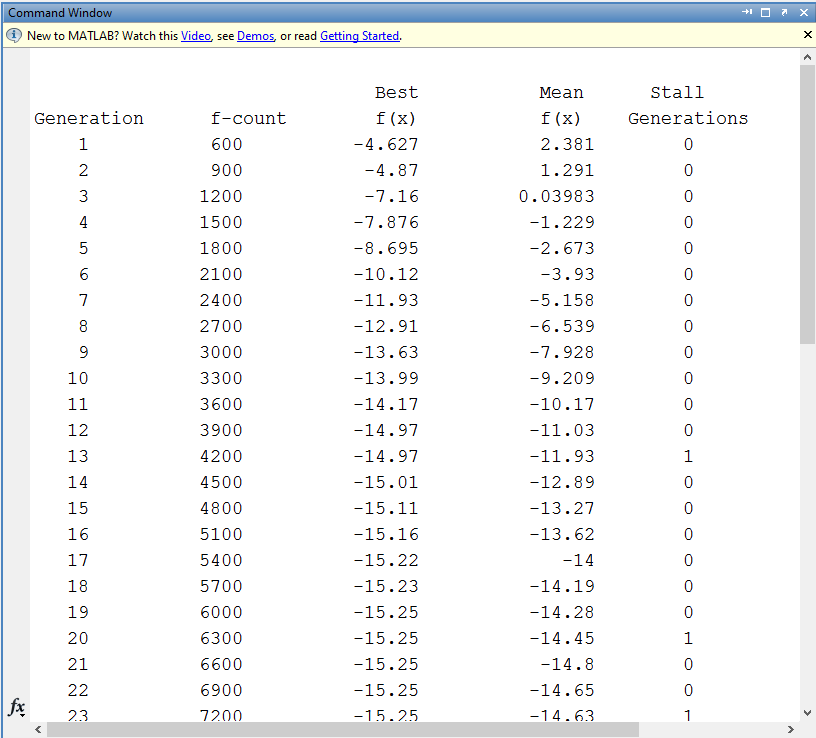 Command Window
New to MATLAB? Watch this Video, see Demos, or read Getting Started.
Best Mean Stall
Generation f-count f(x) f(x) Generations
1 600 -4.627 2.381 0
2 900 -4.87 1.291 0
3 1200 -7.16 0.03983 0
4 1500 -7.876 -1.229 0
5 1800 -8.695 -2.673 0
6 2100 -10.12 -3.93 0
7 2400 -11.93 -5.158 0
8 2700 -12.91 -6.539 0
9 3000 -13.63 -7.928 0
10 3300 -13.99 -9.209 0
11 3600 -14.17 -10.17 0
12 3900 -14.97 -11.03 0
13 4200 -14.97 -11.93 1
14 4500 -15.01 -12.89 0
15 4800 -15.11 -13.27 0
16 5100 -15.16 -13.62 0
17 5400 -15.22 -14 0
18 5700 -15.23 -14.19 0
19 6000 -15.25 -14.28 0
20 6300 -15.25 -14.45 1
21 6600 -15.25 -14.8 0
22 6900 -15.25 -14.65 0
fx 23 7200 -15.25 -14.63 1